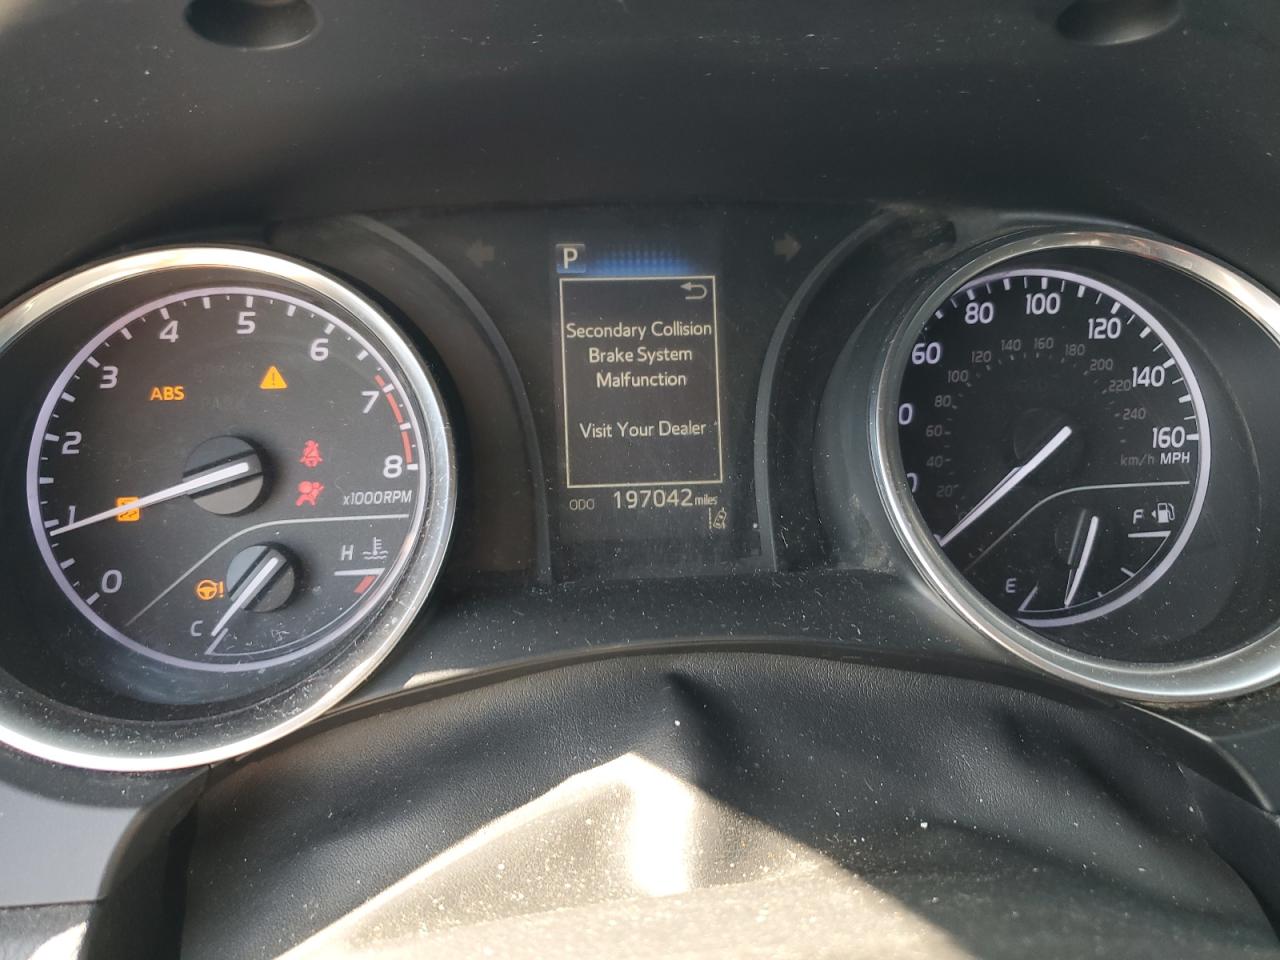 P
Secondary Collision
Brake System
Malfunction
Visit Your Dealer
ODO 197042 miles
0
1
2
3
4
5
6
7
8
x1000RPM
ABS
H
C
60
80
100
120
140
160
MPH
km/h
20
40
60
80
100
120
140
160
180
200
220
240
F
E